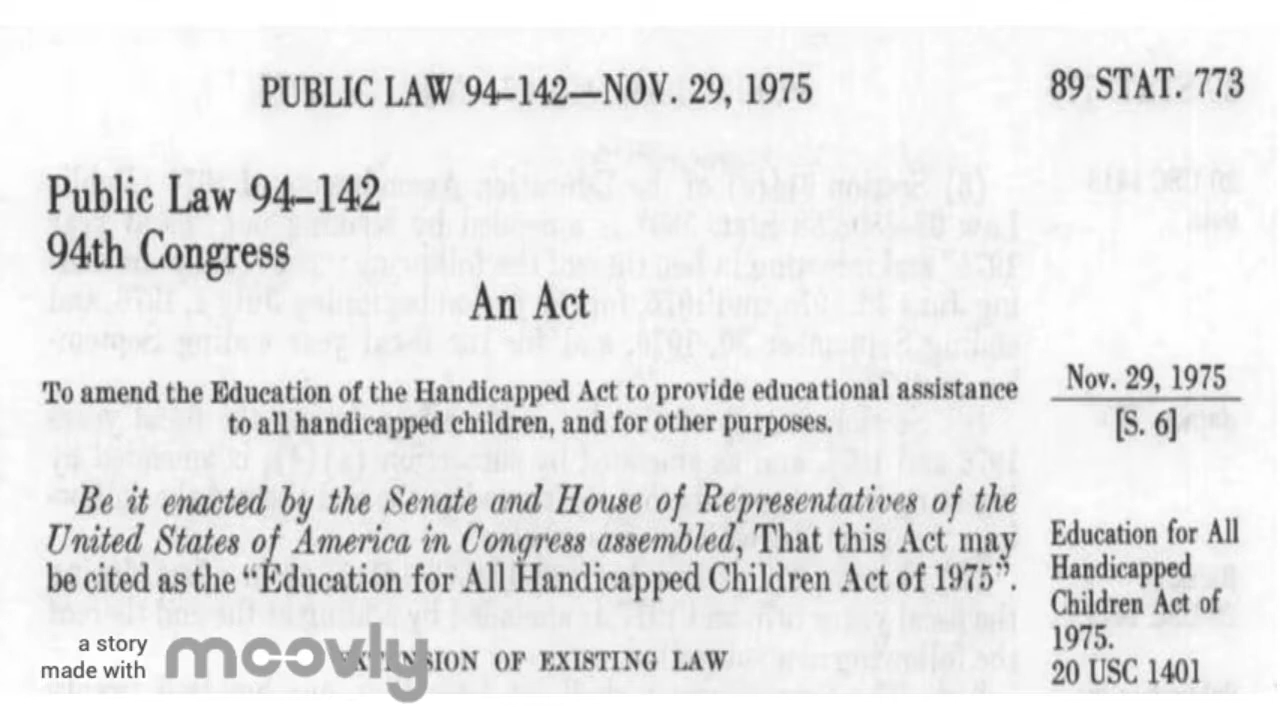 PUBLIC LAW 94–142—NOV. 29, 1975
89 STAT. 773
Public Law 94–142
94th Congress
An Act
To amend the Education of the Handicapped Act to provide educational assistance
to all handicapped children, and for other purposes.
Nov. 29, 1975
[S. 6]
Be it enacted by the Senate and House of Representatives of the
United States of America in Congress assembled, That this Act may
be cited as the “Education for All Handicapped Children Act of 1975”.
Education for All
Handicapped
Children Act of
1975.
20 USC 1401
OF EXISTING LAW
a story
made with
moovly